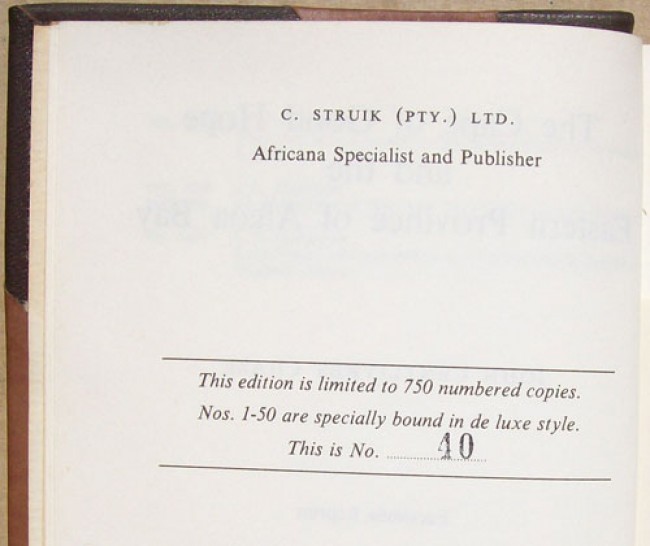 C. STRUIK (PTY.) LTD.
Africana Specialist and Publisher
This edition is limited to 750 numbered copies.
Nos. 1-50 are specially bound in de luxe style.
This is No. 40